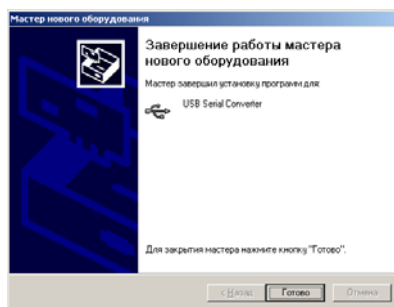 Мастер нового оборудования
Завершение работы мастера
нового оборудования
Мастер завершил установку программ для:
USB Serial Converter
Для закрытия мастера нажмите кнопку "Готово".
< Назад
Готово
Отмена